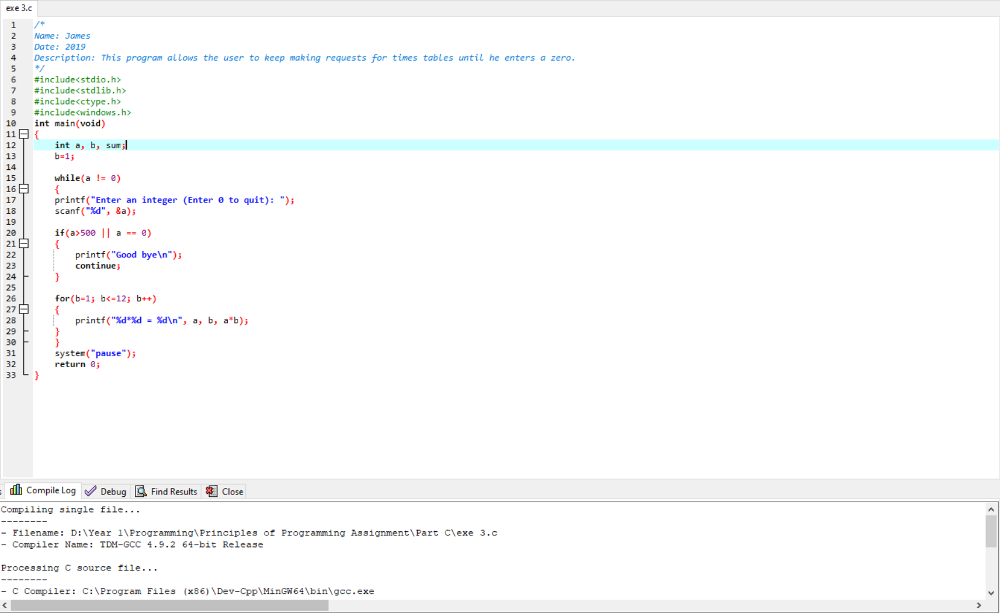 exe 3.c
1 /*
2 Name: James
3 Date: 2019
4 Description: This program allows the user to keep making requests for times tables until he enters a zero.
5 */
6 #include<stdio.h>
7 #include<stdlib.h>
8 #include<ctype.h>
9 #include<windows.h>
10 int main(void)
11 {
12 int a, b, sum;
13 b=1;
14
15 while(a != 0)
16 {
17 printf("Enter an integer (Enter 0 to quit): ");
18 scanf("%d", &a);
19
20 if(a>500 || a == 0)
21 {
22 printf("Good bye\n");
23 continue;
24 }
25
26 for(b=1; b<=12; b++)
27 {
28 printf("%d*%d = %d\n", a, b, a*b);
29 }
30 }
31 system("pause");
32 return 0;
33 }
Compile Log Debug Find Results Close
Compiling single file...
--------
- Filename: D:\Year 1\Programming\Principles of Programming Assignment\Part C\exe 3.c
- Compiler Name: TDM-GCC 4.9.2 64-bit Release
Processing C source file...
--------
- C Compiler: C:\Program Files (x86)\Dev-Cpp\MinGW64\bin\gcc.exe